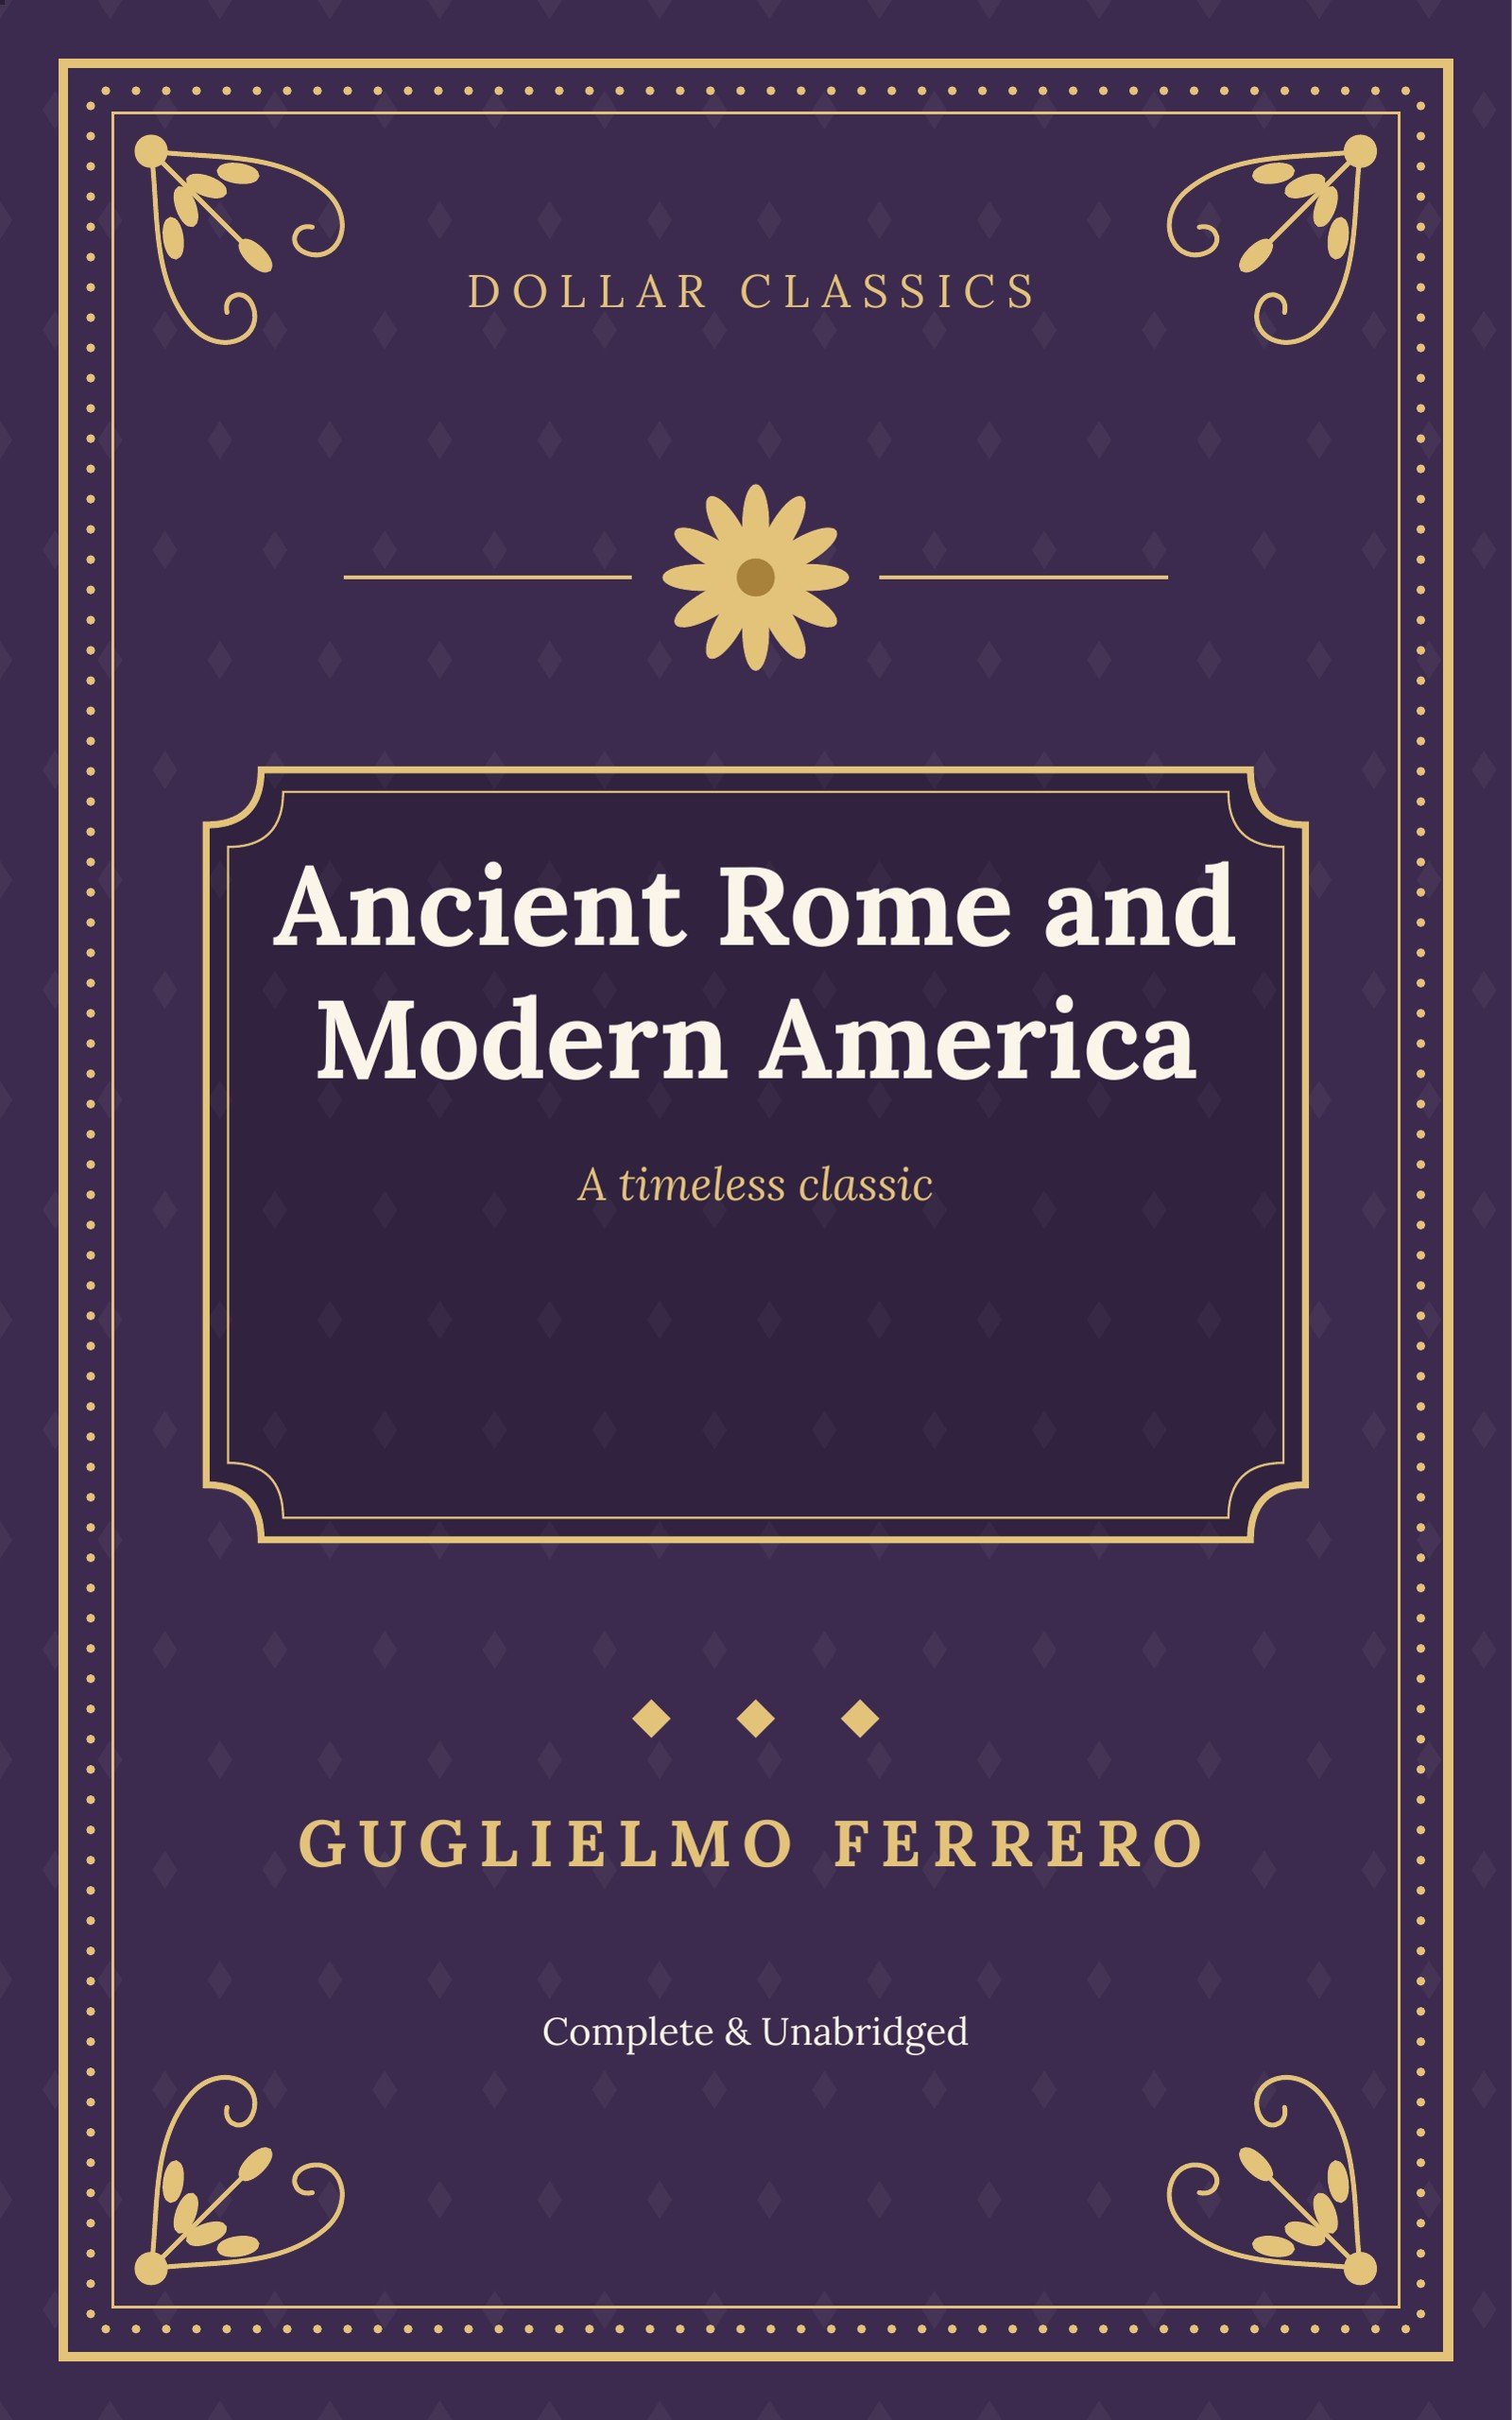 DOLLAR CLASSICS
Ancient Rome and
Modern America
A timeless classic
GUGLIELMO FERRERO
Complete & Unabridged